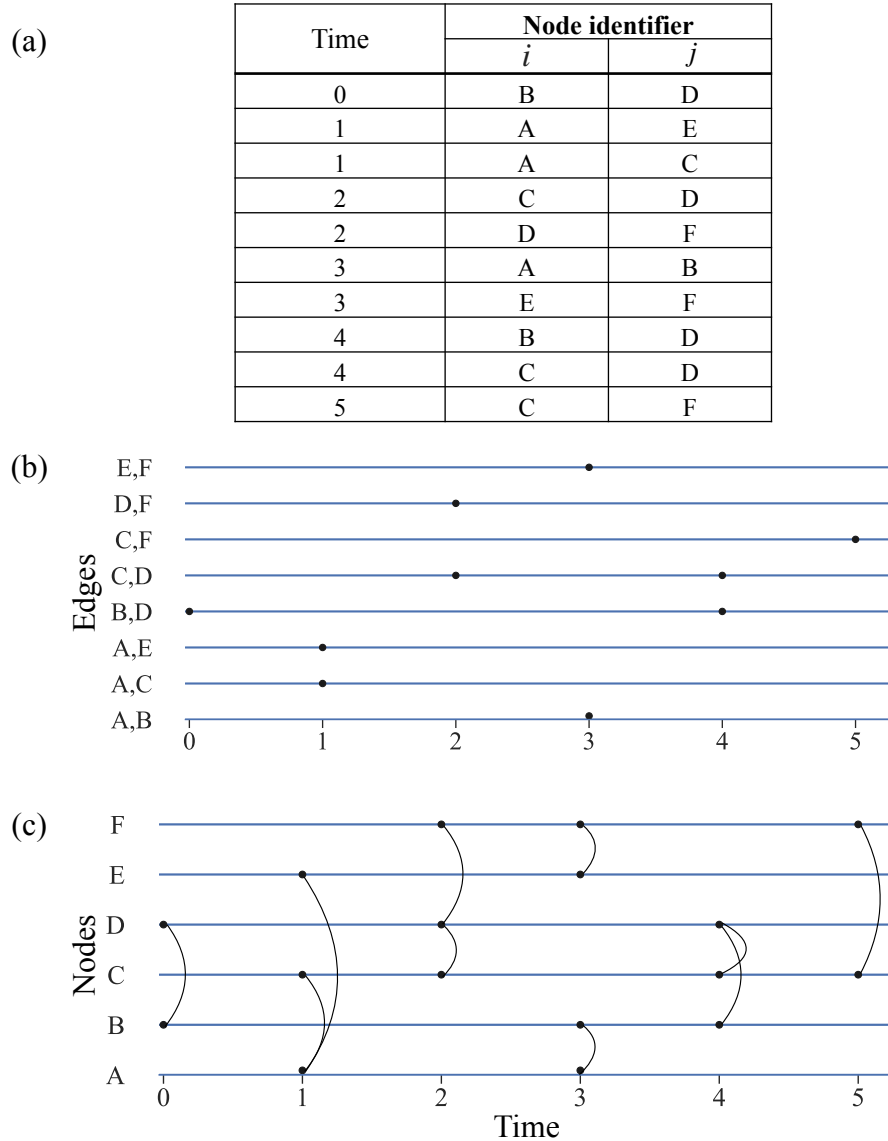 (a)
Time Node identifier
i j
0 B D
1 A E
1 A C
2 C D
2 D F
3 A B
3 E F
4 B D
4 C D
5 C F
(b)
Edges
E,F
D,F
C,F
C,D
B,D
A,E
A,C
A,B
0 1 2 3 4 5
(c)
Nodes
F
E
D
C
B
A
0 1 2 3 4 5
Time